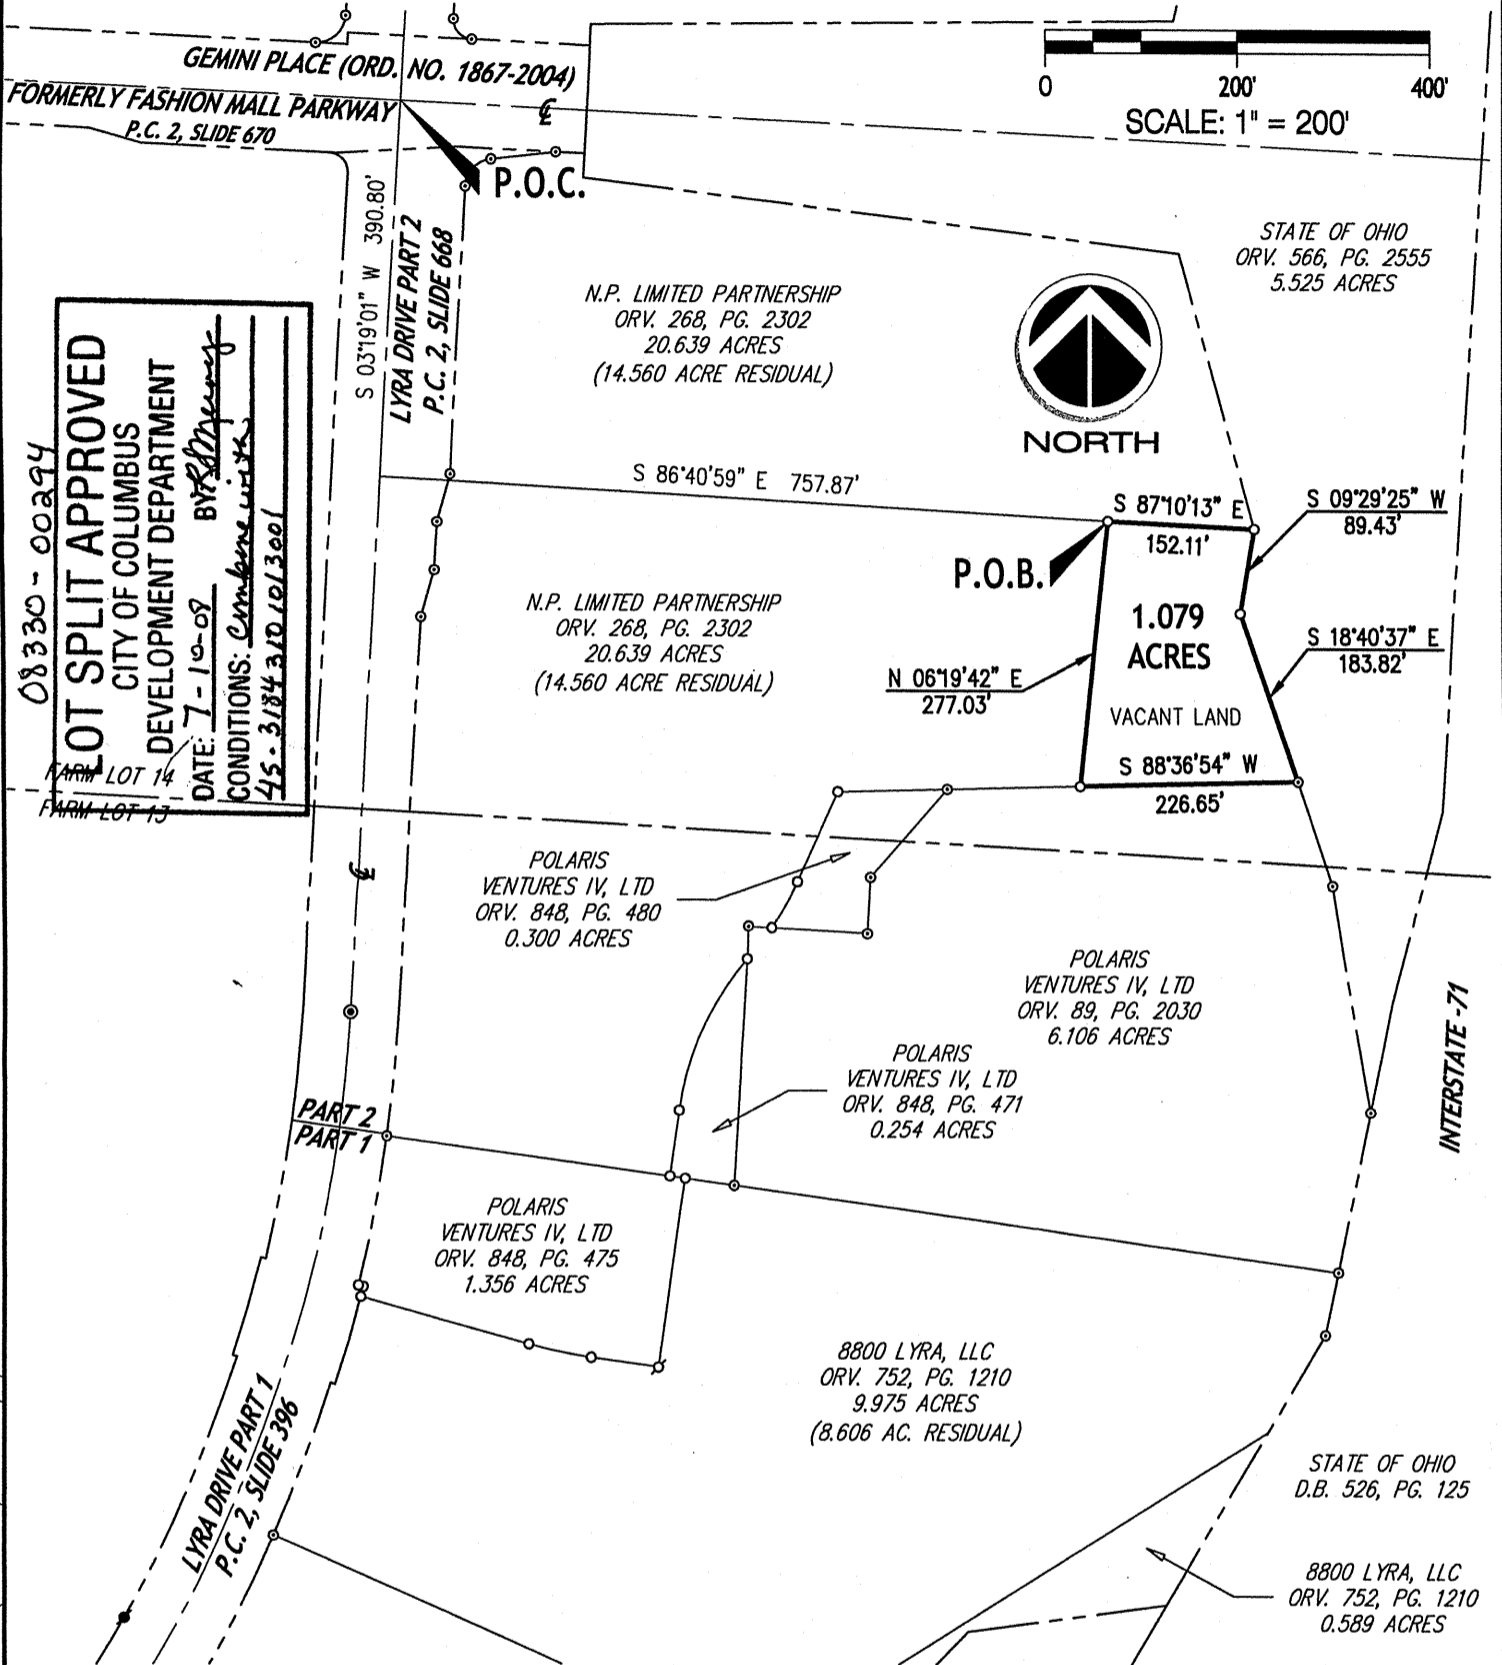 GEMINI PLACE (ORD. NO. 1867-2004)
FORMERLY FASHION MALL PARKWAY
P.C. 2, SLIDE 670
℄
P.O.C.
0 200' 400'
SCALE: 1" = 200'
S 03°19'01" W 390.80'
LYRA DRIVE PART 2
P.C. 2, SLIDE 668
STATE OF OHIO
ORV. 566, PG. 2555
5.525 ACRES
N.P. LIMITED PARTNERSHIP
ORV. 268, PG. 2302
20.639 ACRES
(14.560 ACRE RESIDUAL)
NORTH
08330-00294
LOT SPLIT APPROVED
CITY OF COLUMBUS
DEVELOPMENT DEPARTMENT
DATE: 7-10-08 BY
CONDITIONS: Combine with
45-31843101013001
S 86°40'59" E 757.87'
S 87°10'13" E
152.11'
S 09°29'25" W
89.43'
P.O.B.
1.079
ACRES
VACANT LAND
S 18°40'37" E
183.82'
N 06°19'42" E
277.03'
S 88°36'54" W
226.65'
N.P. LIMITED PARTNERSHIP
ORV. 268, PG. 2302
20.639 ACRES
(14.560 ACRE RESIDUAL)
FARM LOT 14
FARM LOT 13
℄
POLARIS
VENTURES IV, LTD
ORV. 848, PG. 480
0.300 ACRES
POLARIS
VENTURES IV, LTD
ORV. 89, PG. 2030
6.106 ACRES
POLARIS
VENTURES IV, LTD
ORV. 848, PG. 471
0.254 ACRES
INTERSTATE -71
PART 2
PART 1
POLARIS
VENTURES IV, LTD
ORV. 848, PG. 475
1.356 ACRES
8800 LYRA, LLC
ORV. 752, PG. 1210
9.975 ACRES
(8.606 AC. RESIDUAL)
LYRA DRIVE PART 1
P.C. 2, SLIDE 396
STATE OF OHIO
D.B. 526, PG. 125
8800 LYRA, LLC
ORV. 752, PG. 1210
0.589 ACRES